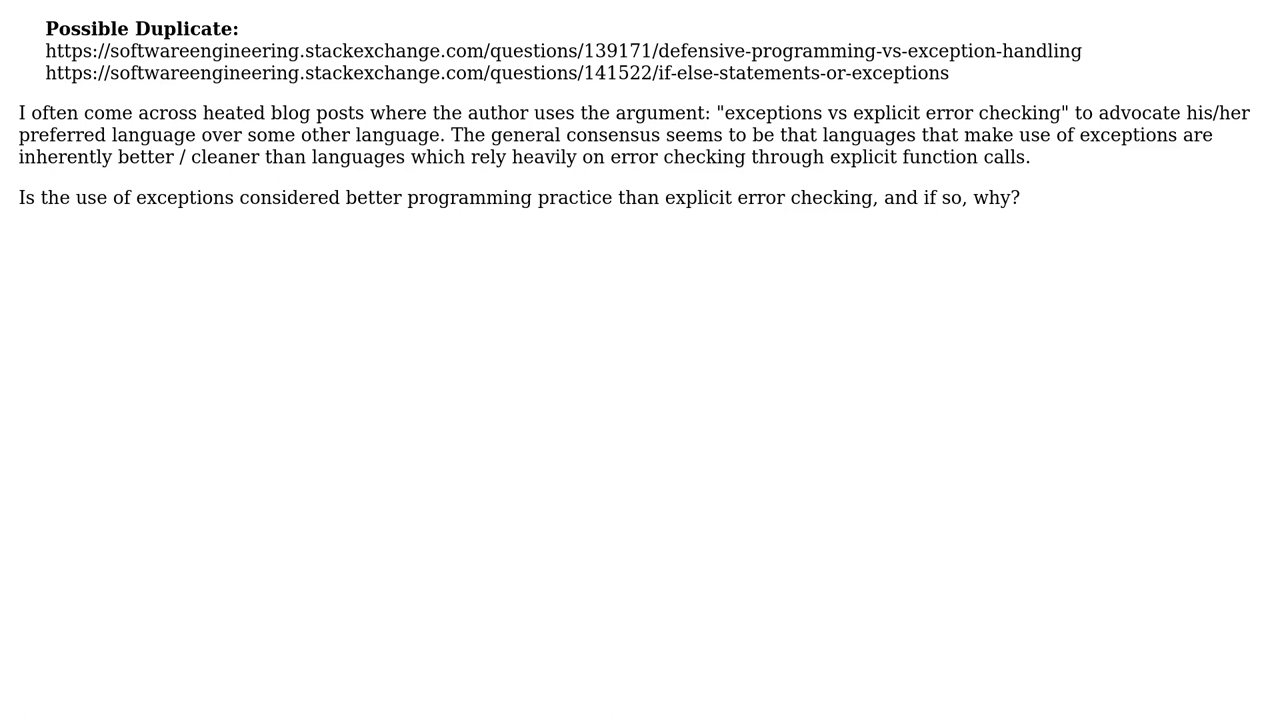 Possible Duplicate:
https://softwareengineering.stackexchange.com/questions/139171/defensive-programming-vs-exception-handling
https://softwareengineering.stackexchange.com/questions/141522/if-else-statements-or-exceptions
I often come across heated blog posts where the author uses the argument: "exceptions vs explicit error checking" to advocate his/her
preferred language over some other language. The general consensus seems to be that languages that make use of exceptions are
inherently better / cleaner than languages which rely heavily on error checking through explicit function calls.
Is the use of exceptions considered better programming practice than explicit error checking, and if so, why?